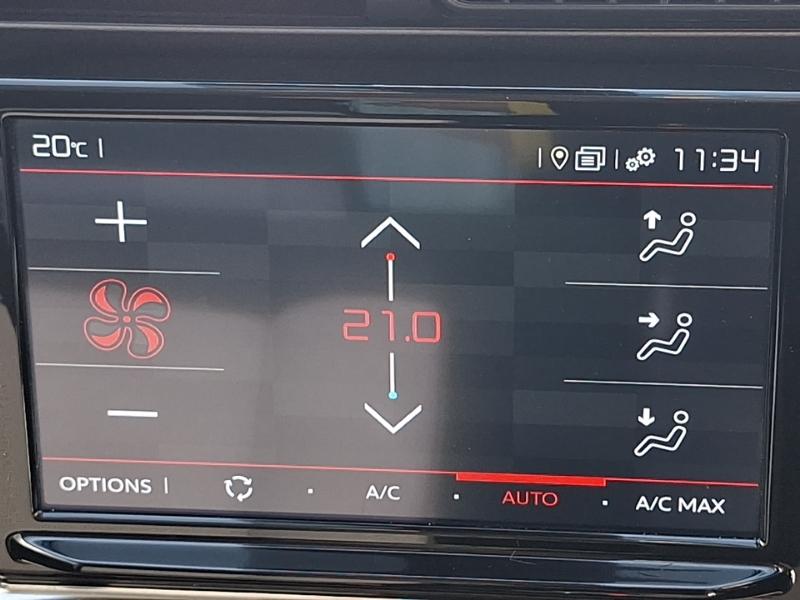 20°C
11:34
21.0
OPTIONS
A/C
AUTO
A/C MAX